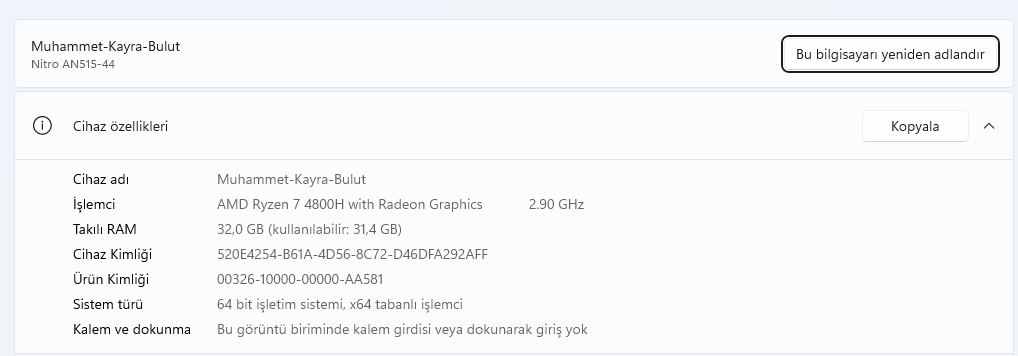 Muhammet-Kayra-Bulut
Nitro AN515-44
Bu bilgisayarı yeniden adlandır
Cihaz özellikleri
Kopyala
Cihaz adı Muhammet-Kayra-Bulut
İşlemci AMD Ryzen 7 4800H with Radeon Graphics 2.90 GHz
Takılı RAM 32,0 GB (kullanılabilir: 31,4 GB)
Cihaz Kimliği 520E4254-B61A-4D56-8C72-D46DFA292AFF
Ürün Kimliği 00326-10000-00000-AA581
Sistem türü 64 bit işletim sistemi, x64 tabanlı işlemci
Kalem ve dokunma Bu görüntü biriminde kalem girdisi veya dokunarak giriş yok